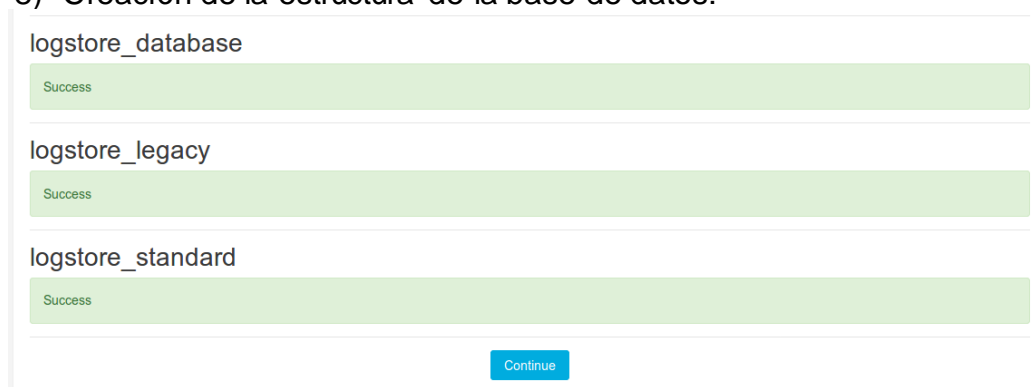 Creación de la estructura de la base de datos.
logstore_database
Success
logstore_legacy
Success
logstore_standard
Success
Continue